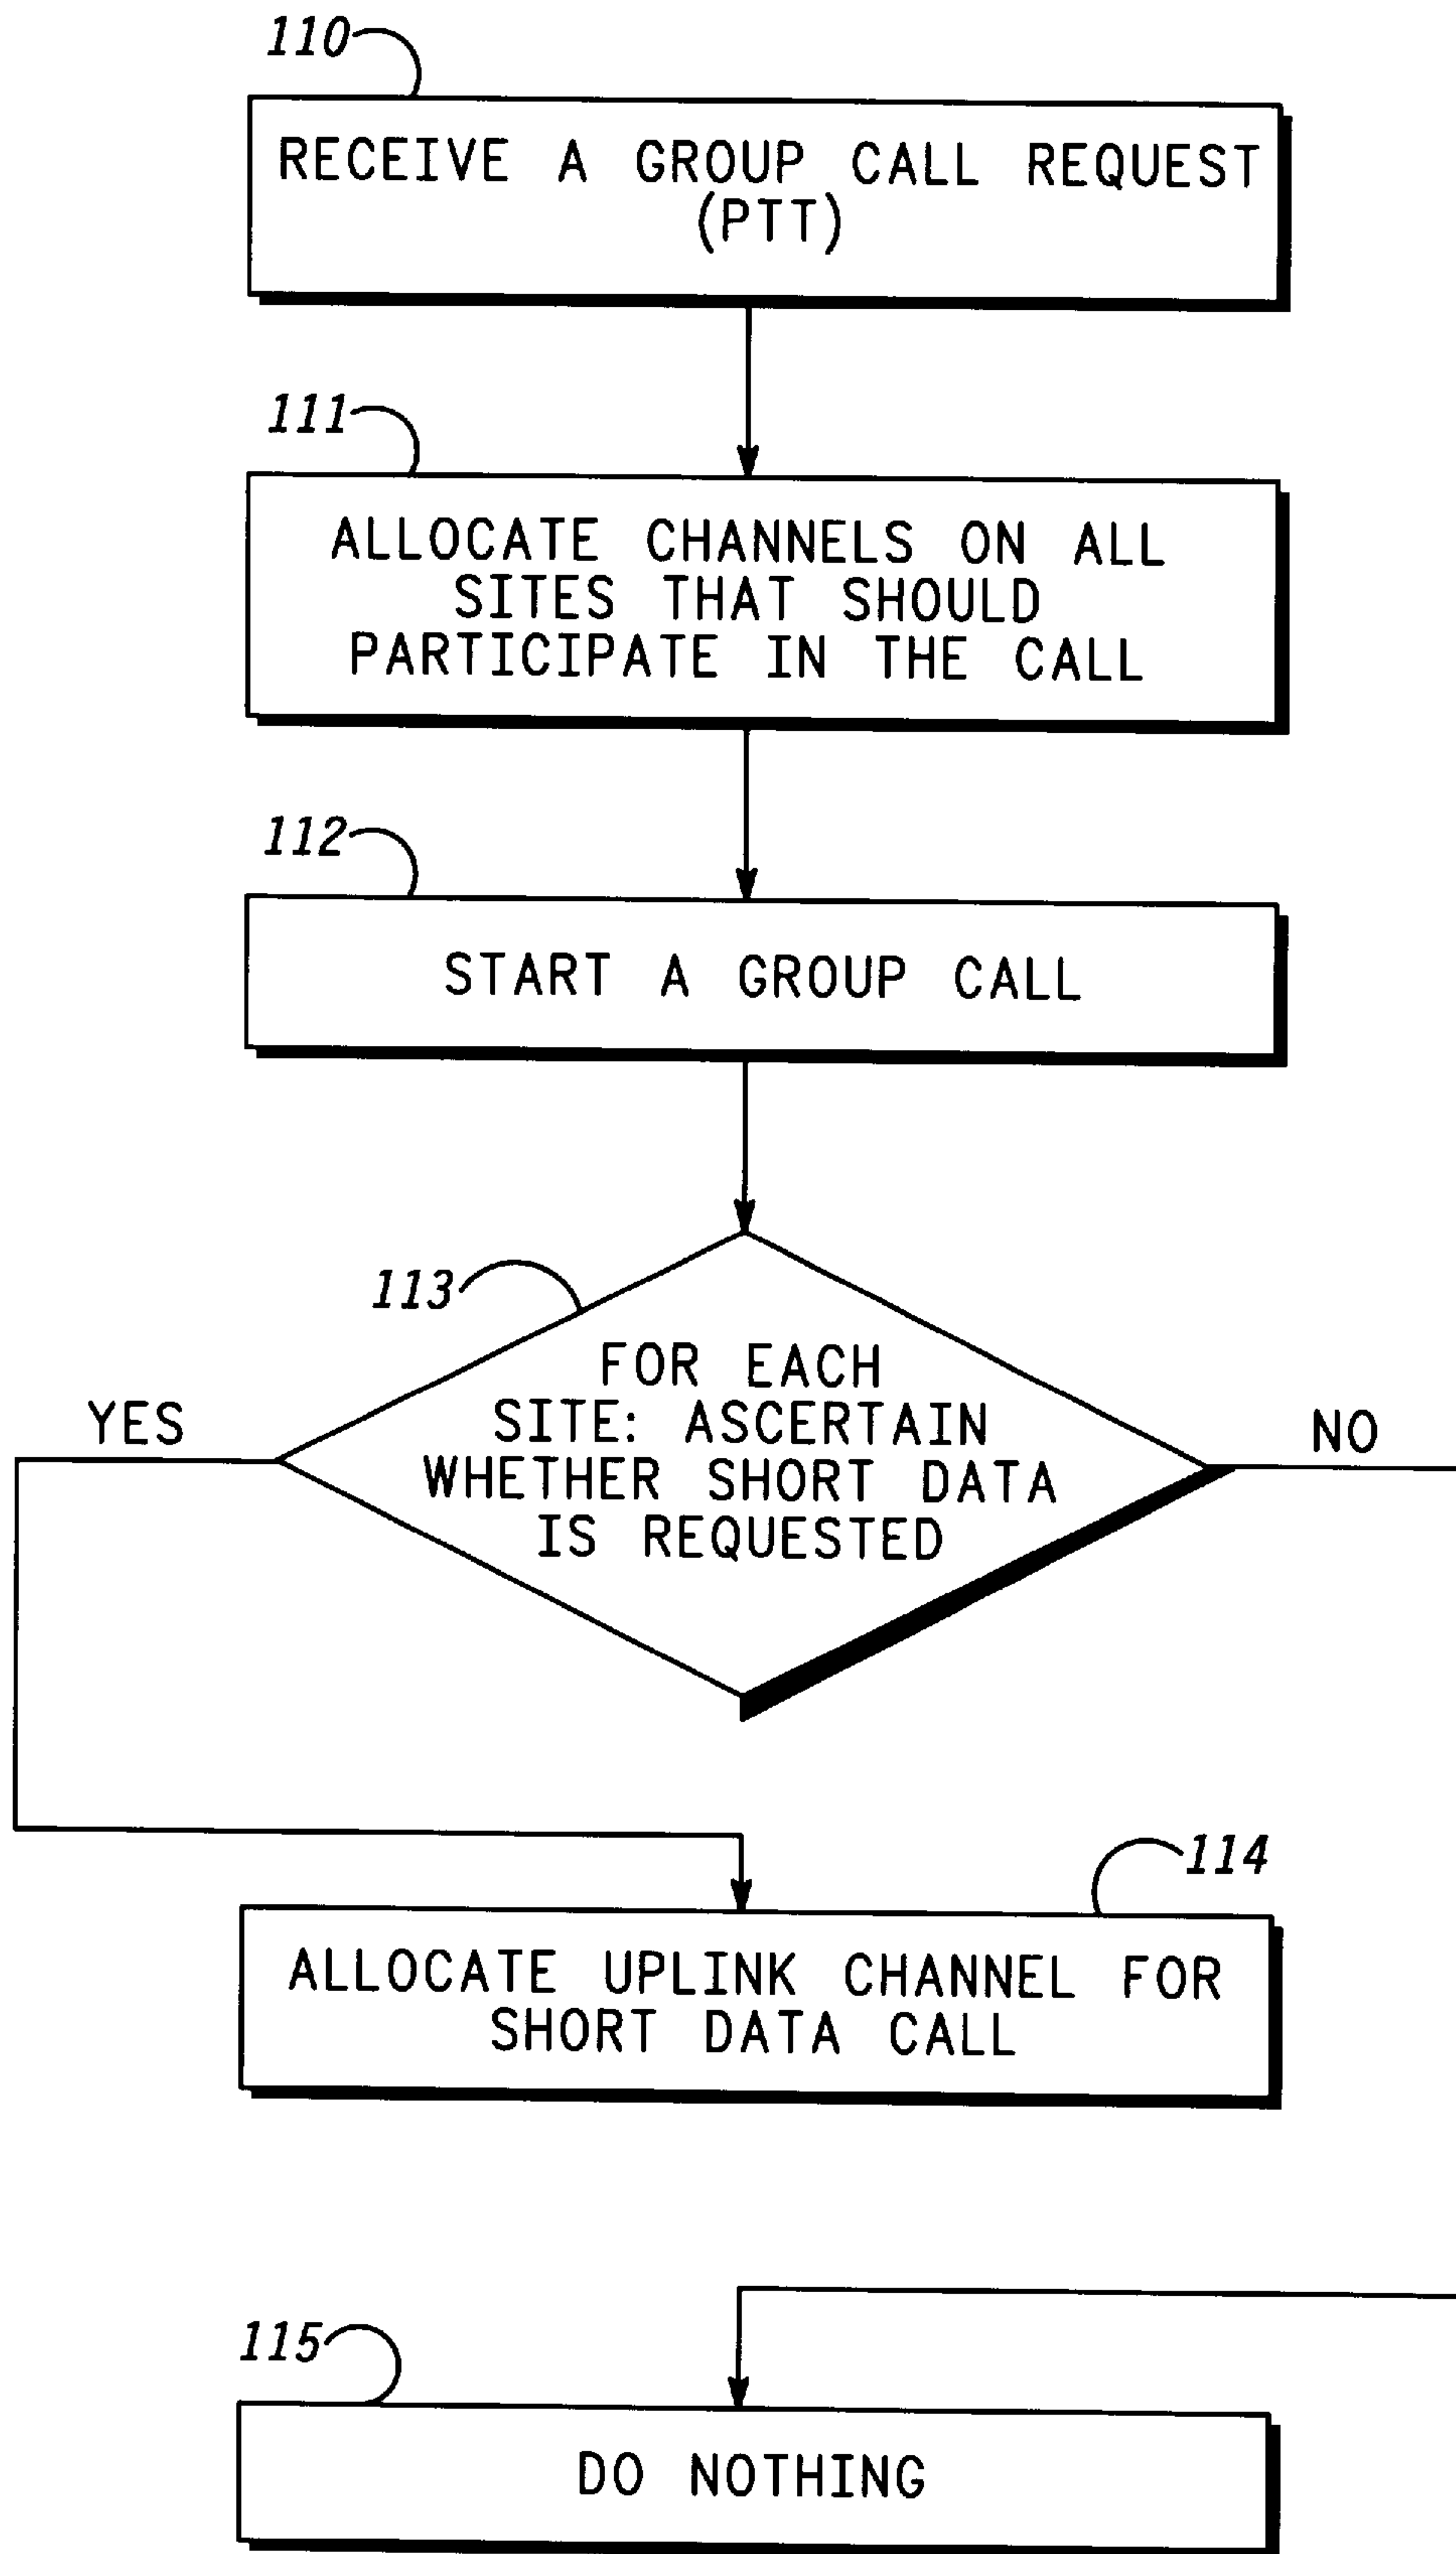 110
RECEIVE A GROUP CALL REQUEST
(PTT)
111
ALLOCATE CHANNELS ON ALL
SITES THAT SHOULD
PARTICIPATE IN THE CALL
112
START A GROUP CALL
113
FOR EACH
SITE: ASCERTAIN
WHETHER SHORT DATA
IS REQUESTED
YES
NO
114
ALLOCATE UPLINK CHANNEL FOR
SHORT DATA CALL
115
DO NOTHING